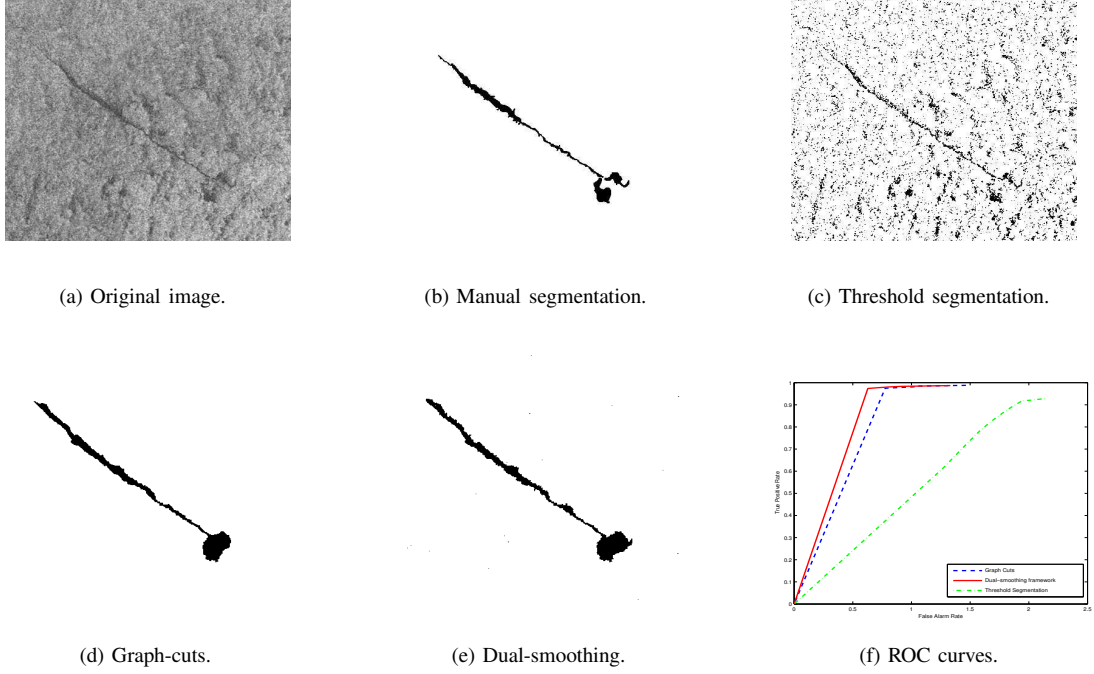 (a) Original image.
(b) Manual segmentation.
(c) Threshold segmentation.
1
0.9
0.8
0.7
0.6
0.5
0.4
0.3
0.2
0.1
0
True Positive Rate
Graph Cuts
Dual−smoothing framework
Threshold Segmentation
0 0.5 1 1.5 2 2.5
False Alarm Rate
(d) Graph-cuts.
(e) Dual-smoothing.
(f) ROC curves.